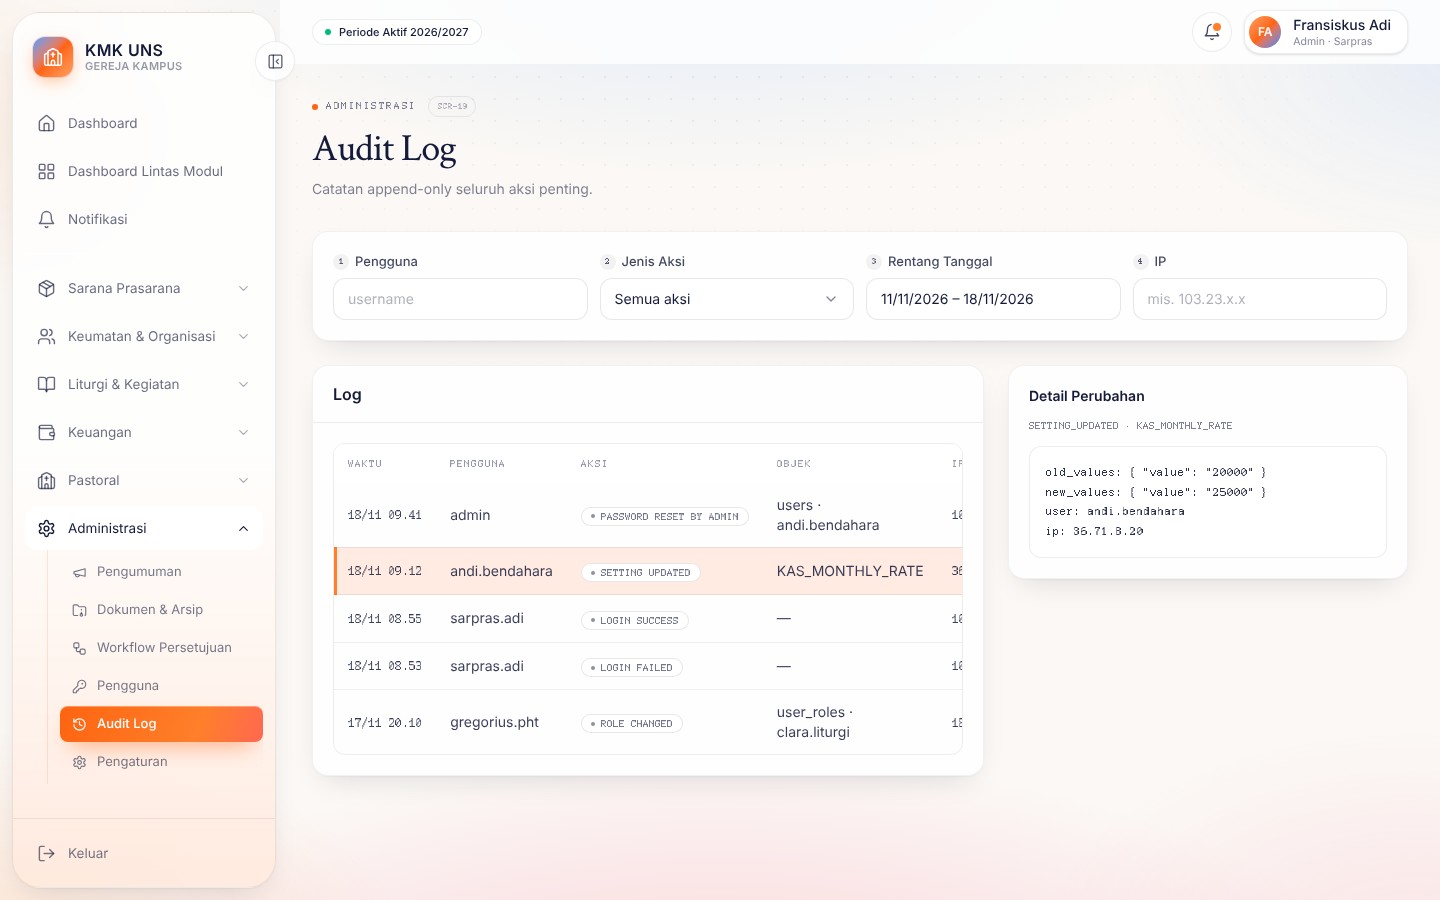 KMK UNS
GEREJA KAMPUS
Dashboard
Dashboard Lintas Modul
Notifikasi
Sarana Prasarana
Keumatan & Organisasi
Liturgi & Kegiatan
Keuangan
Pastoral
Administrasi
Pengumuman
Dokumen & Arsip
Workflow Persetujuan
Pengguna
Audit Log
Pengaturan
Keluar
Periode Aktif 2026/2027
FA
Fransiskus Adi
Admin · Sarpras
ADMINISTRASI SCR-19
Audit Log
Catatan append-only seluruh aksi penting.
1 Pengguna
username
2 Jenis Aksi
Semua aksi
3 Rentang Tanggal
11/11/2026 – 18/11/2026
4 IP
mis. 103.23.x.x
Log
WAKTU PENGGUNA AKSI OBJEK IP
18/11 09.41 admin PASSWORD RESET BY ADMIN users · andi.bendahara 10
18/11 09.12 andi.bendahara SETTING UPDATED KAS_MONTHLY_RATE 36
18/11 08.55 sarpras.adi LOGIN SUCCESS — 10
18/11 08.53 sarpras.adi LOGIN FAILED — 10
17/11 20.10 gregorius.pht ROLE CHANGED user_roles · clara.liturgi
Detail Perubahan
SETTING_UPDATED · KAS_MONTHLY_RATE
old_values: { "value": "20000" }
new_values: { "value": "25000" }
user: andi.bendahara
ip: 36.71.8.20